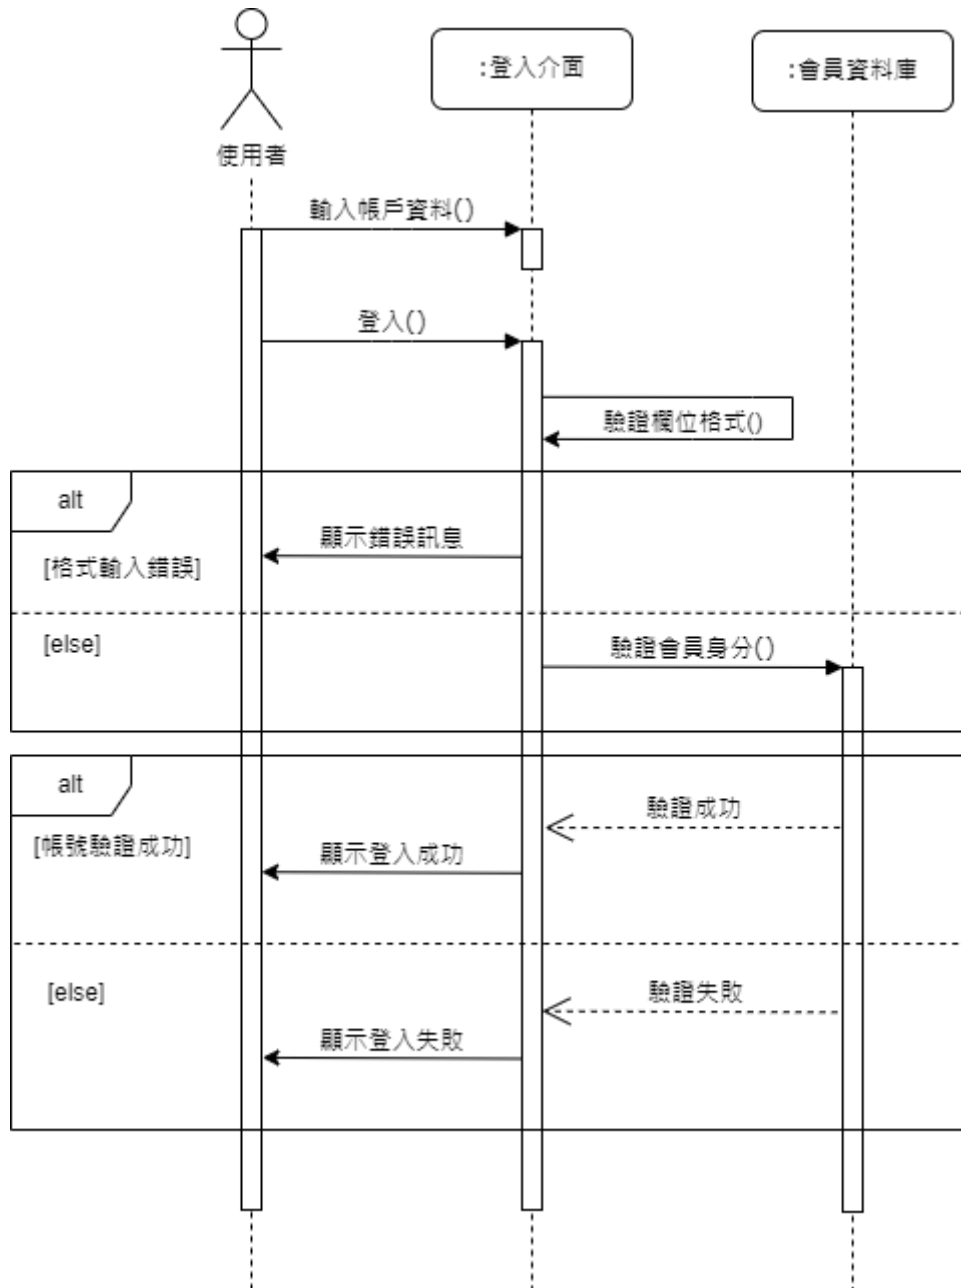 :登入介面
:會員資料庫
使用者
輸入帳戶資料()
登入()
驗證欄位格式()
alt
顯示錯誤訊息
[格式輸入錯誤]
[else]
驗證會員身分()
alt
驗證成功
[帳號驗證成功]
顯示登入成功
[else]
驗證失敗
顯示登入失敗